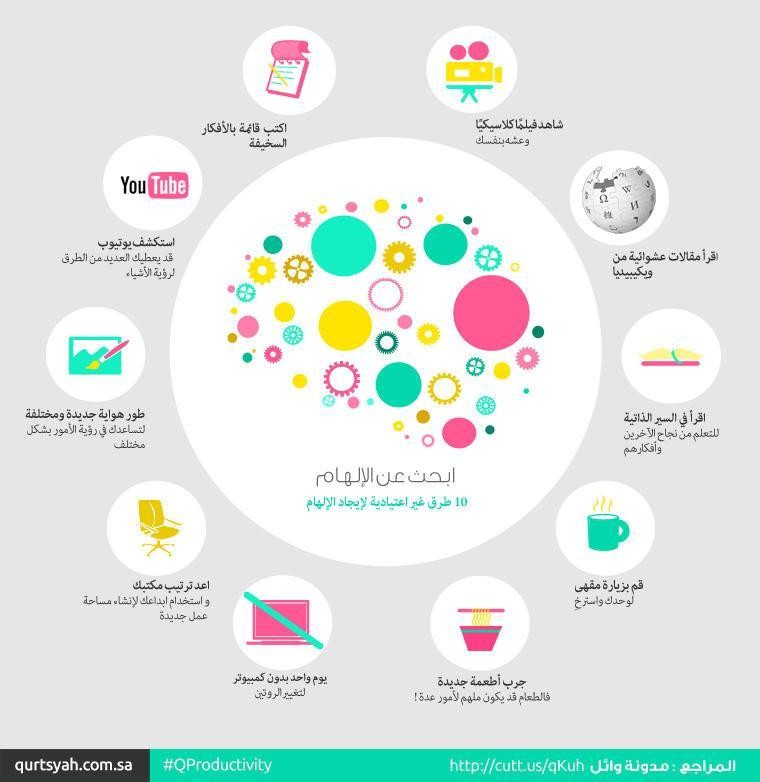 ابحث عن الإلهام
10 طرق غير اعتيادية لإيجاد الإلهام
شاهد فيلمًا كلاسيكيًا
وعشه بنفسك
W
Ω
И
اقرأ مقالات عشوائية من
ويكيبيديا
اقرأ في السير الذاتية
للتعلم من نجاح الآخرين
وأفكارهم
قم بزيارة مقهى
لوحدك واسترخِ
جرب أطعمة جديدة
فالطعام قد يكون ملهم لأمور عدة !
يوم واحد بدون كمبيوتر
لتغيير الروتين
اعد ترتيب مكتبك
و استخدام ابداعك لإنشاء مساحة
عمل جديدة
طور هواية جديدة ومختلفة
لتساعدك في رؤية الأمور بشكل
مختلف
You Tube
استكشف يوتيوب
قد يعطيك العديد من الطرق
لرؤية الأشياء
اكتب قائمة بالأفكار
السخيفة
المراجع : مدونة وائل http://cutt.us/qKuh
#QProductivity
qurtsyah.com.sa